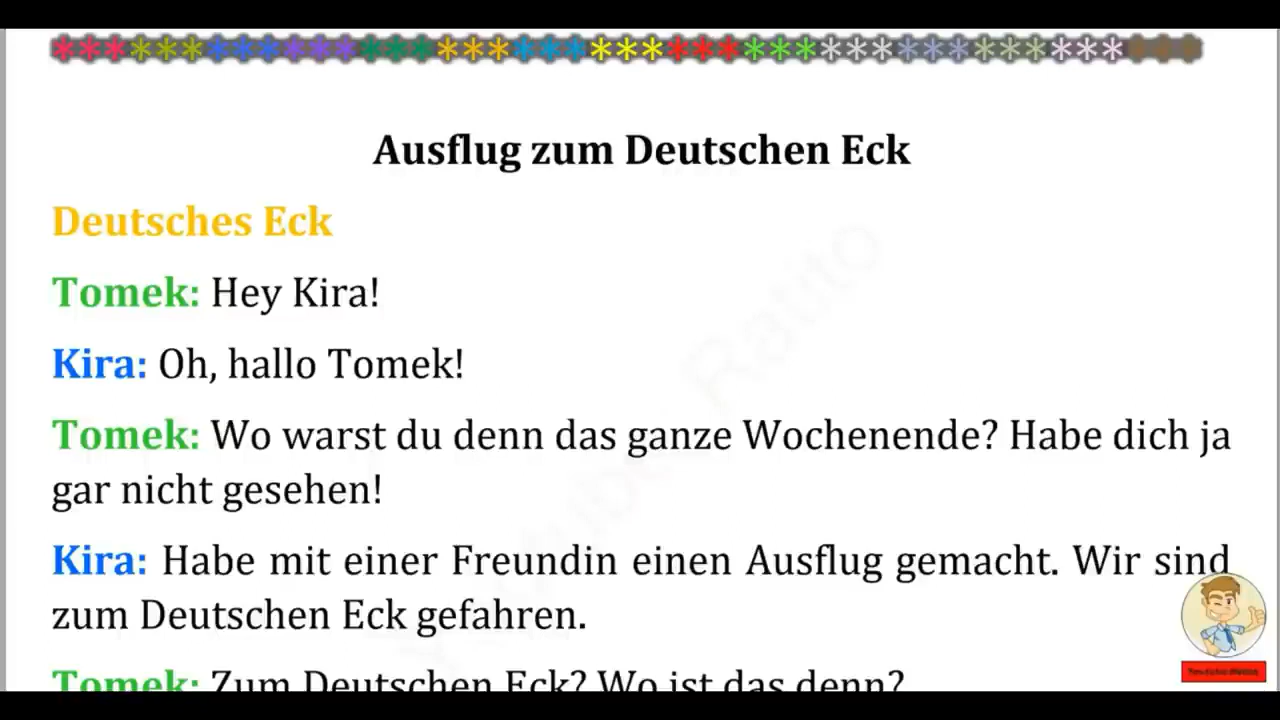 Ausflug zum Deutschen Eck
Deutsches Eck
Tomek: Hey Kira!
Kira: Oh, hallo Tomek!
Tomek: Wo warst du denn das ganze Wochenende? Habe dich ja
gar nicht gesehen!
Kira: Habe mit einer Freundin einen Ausflug gemacht. Wir sind
zum Deutschen Eck gefahren.
Tomek: Zum Deutschen Eck? Wo ist das denn?